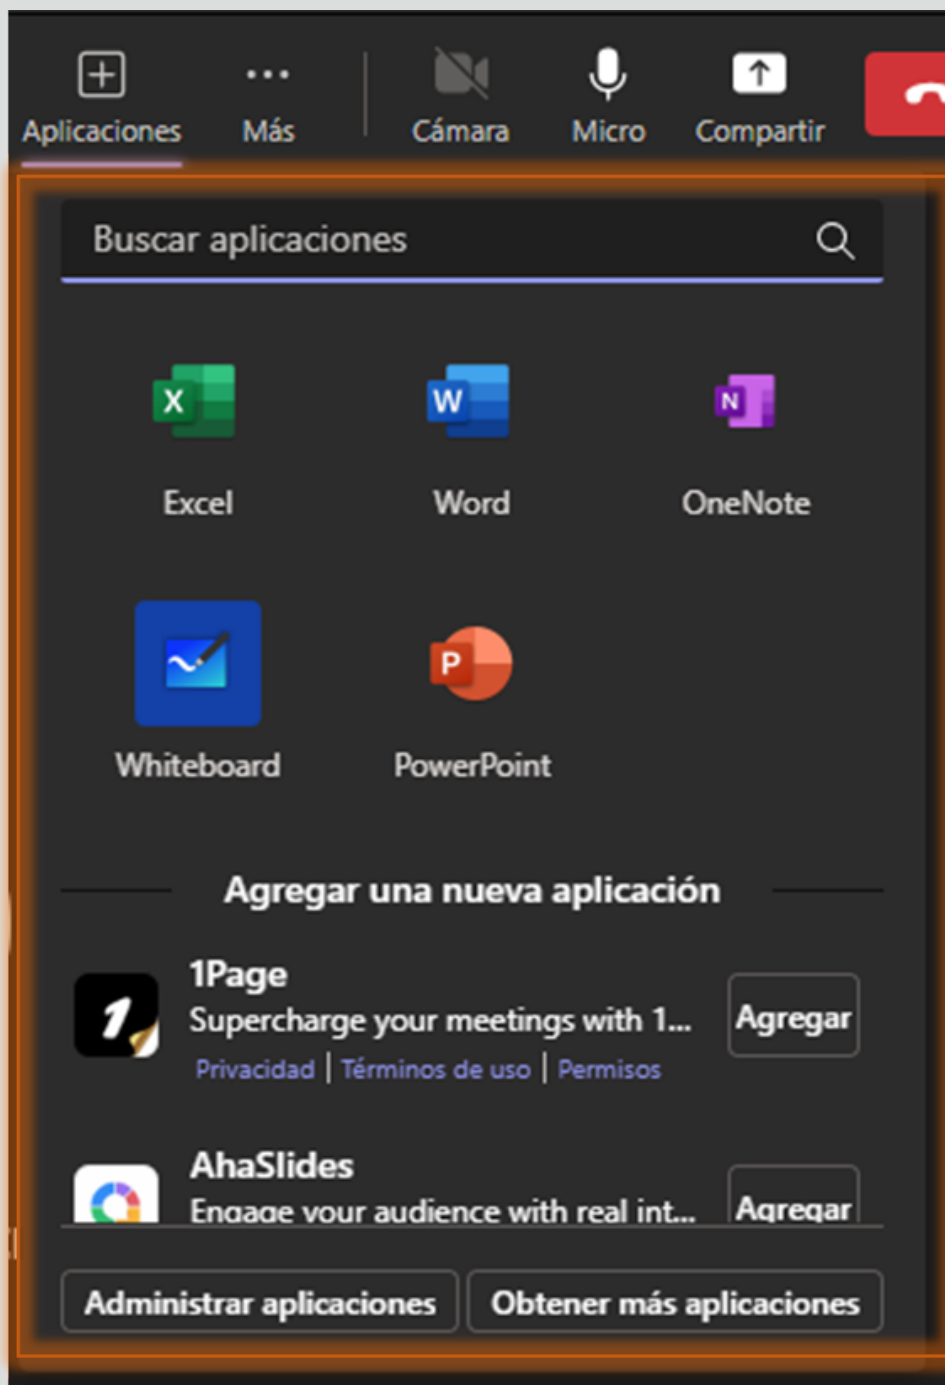 Aplicaciones Más Cámara Micro Compartir
Buscar aplicaciones
X W N
Excel Word OneNote
P
Whiteboard PowerPoint
Agregar una nueva aplicación
1Page
1 Supercharge your meetings with 1... Agregar
Privacidad | Términos de uso | Permisos
AhaSlides
Engage your audience with real int... Agregar
Administrar aplicaciones Obtener más aplicaciones